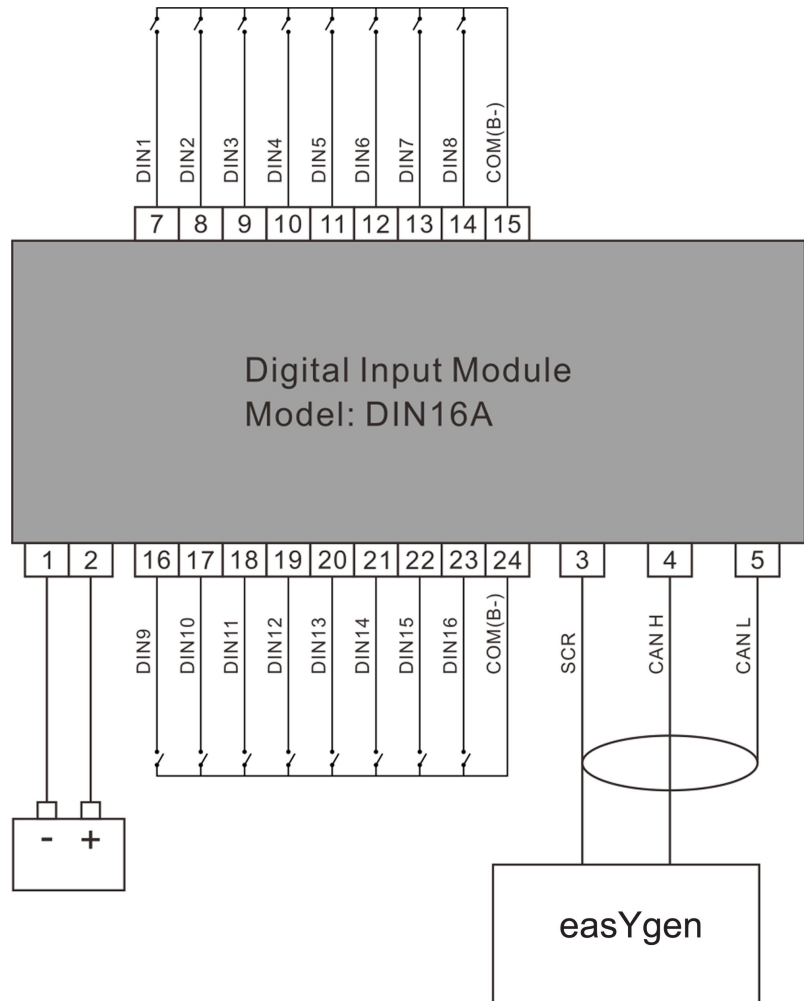 DIN1 DIN2 DIN3 DIN4 DIN5 DIN6 DIN7 DIN8 COM(B-)
7 8 9 10 11 12 13 14 15
Digital Input Module
Model: DIN16A
1 2 16 17 18 19 20 21 22 23 24 3 4 5
DIN9 DIN10 DIN11 DIN12 DIN13 DIN14 DIN15 DIN16 COM(B-) SCR CAN H CAN L
- +
easYgen